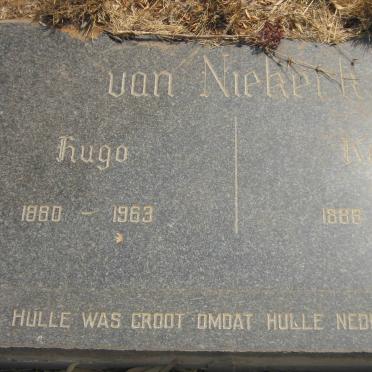 van Niekerk
Hugo
1880 - 1963
1886
HULLE WAS GROOT OMDAT HULLE